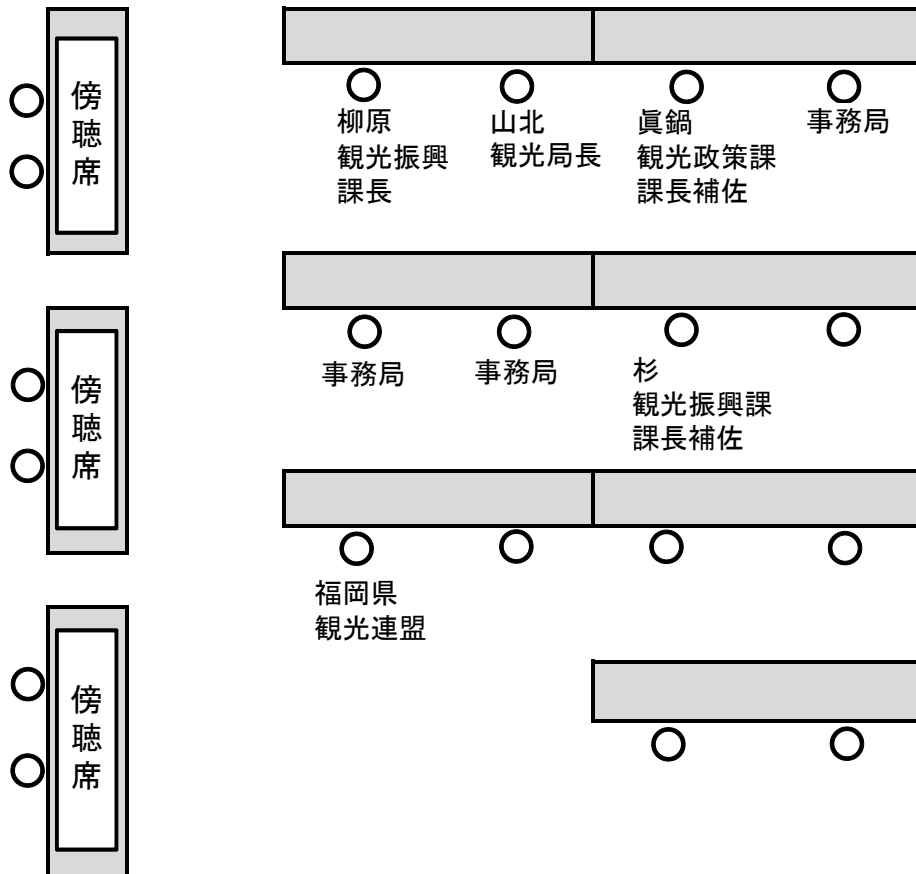 傍聴席
柳原
観光振興
課長
山北
観光局長
眞鍋
観光政策課
課長補佐
事務局
傍聴席
事務局
事務局
杉
観光振興課
課長補佐
福岡県
観光連盟
傍聴席